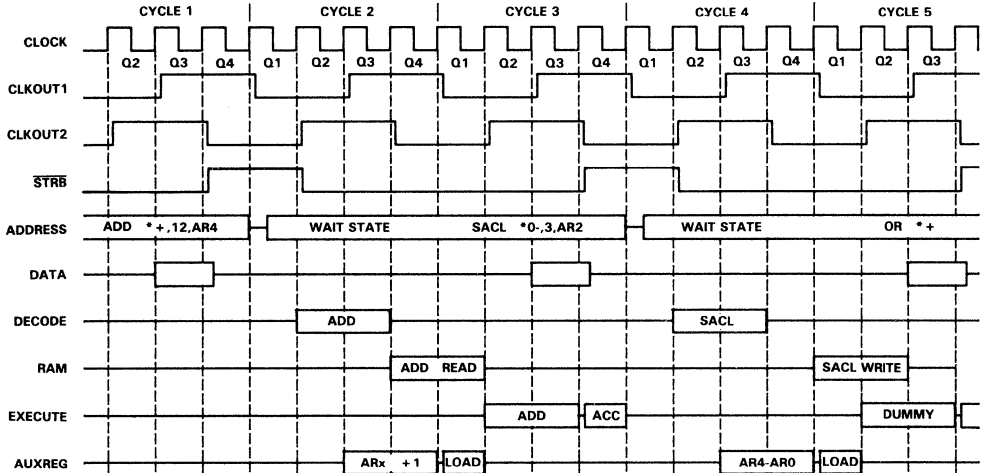 CYCLE 1 CYCLE 2 CYCLE 3 CYCLE 4 CYCLE 5
CLOCK
Q2 Q3 Q4 Q1 Q2 Q3 Q4 Q1 Q2 Q3 Q4 Q1 Q2 Q3 Q4 Q1 Q2 Q3
CLKOUT1
CLKOUT2
STRB
ADDRESS ADD *+,12,AR4 WAIT STATE SACL *0-,3,AR2 WAIT STATE OR *+
DATA
DECODE ADD SACL
RAM ADD READ SACL WRITE
EXECUTE ADD ACC DUMMY
AUXREG ARx +1 LOAD AR4-AR0 LOAD